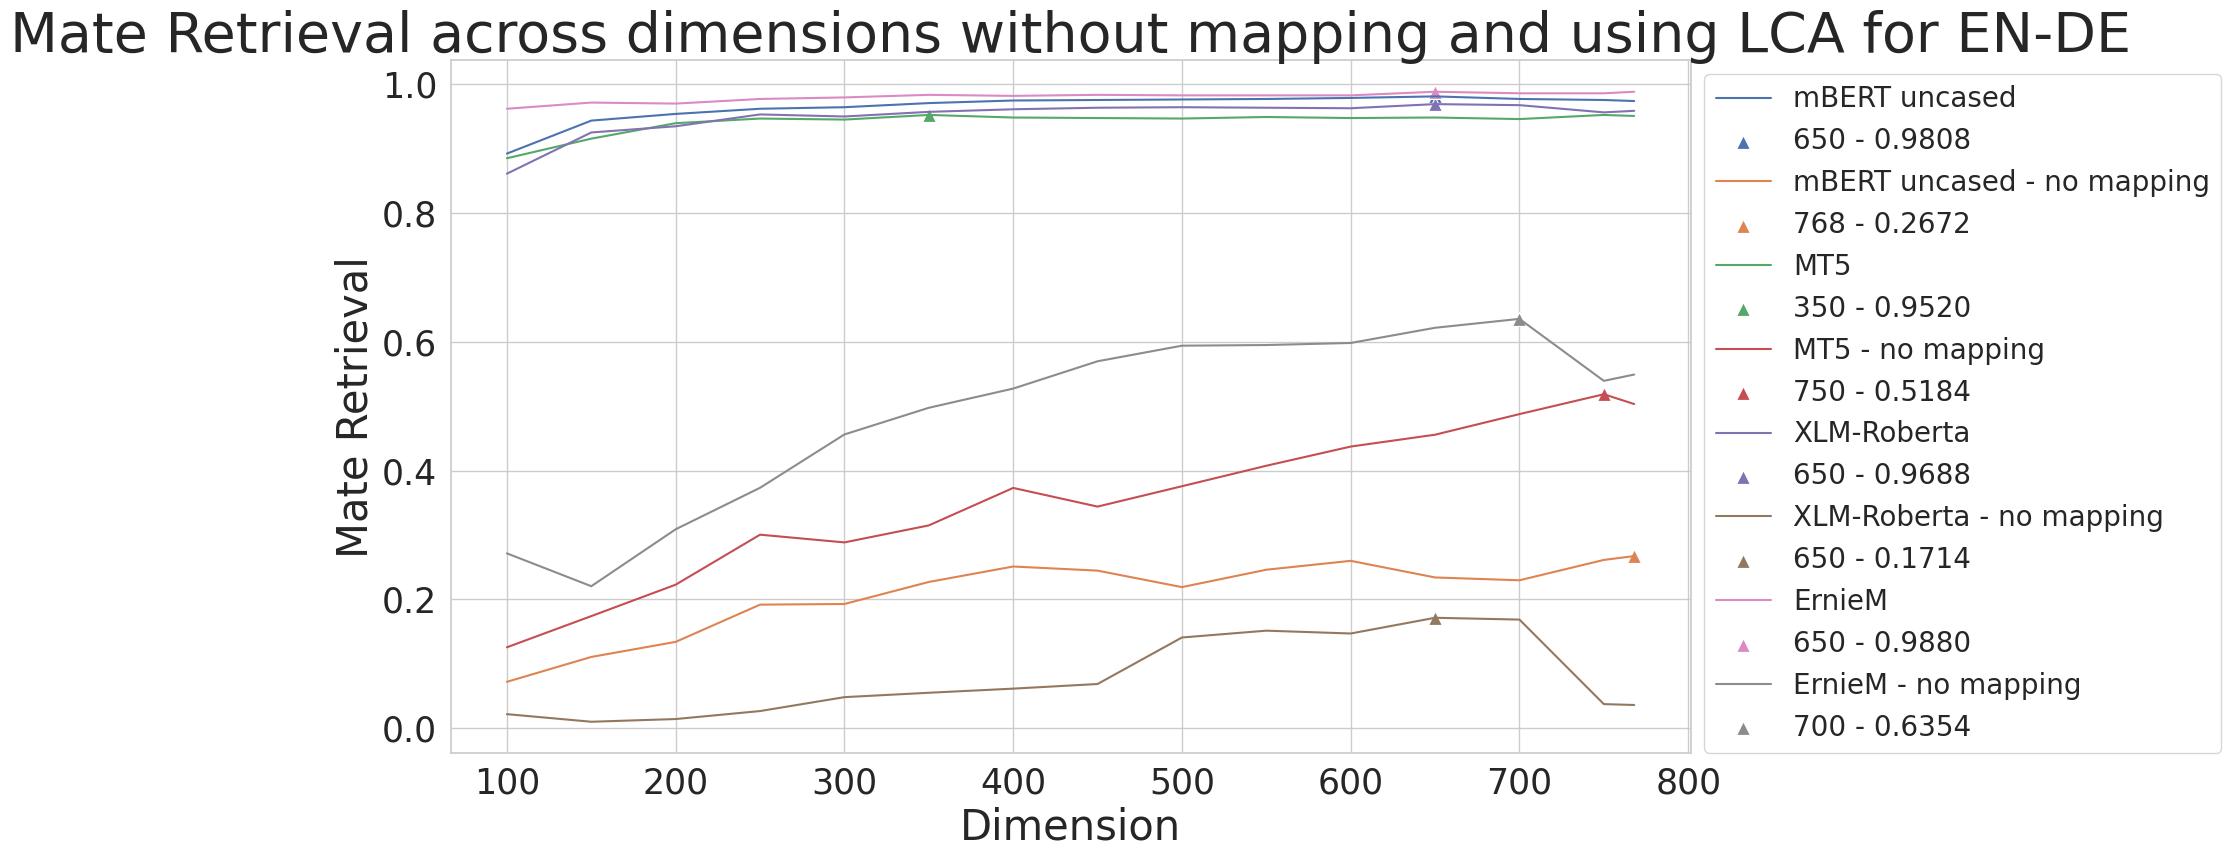 Mate Retrieval across dimensions without mapping and using LCA for EN-DE
1.0
0.8
0.6
0.4
0.2
0.0
Mate Retrieval
100 200 300 400 500 600 700 800
Dimension
mBERT uncased
650 - 0.9808
mBERT uncased - no mapping
768 - 0.2672
MT5
350 - 0.9520
MT5 - no mapping
750 - 0.5184
XLM-Roberta
650 - 0.9688
XLM-Roberta - no mapping
650 - 0.1714
ErnieM
650 - 0.9880
ErnieM - no mapping
700 - 0.6354